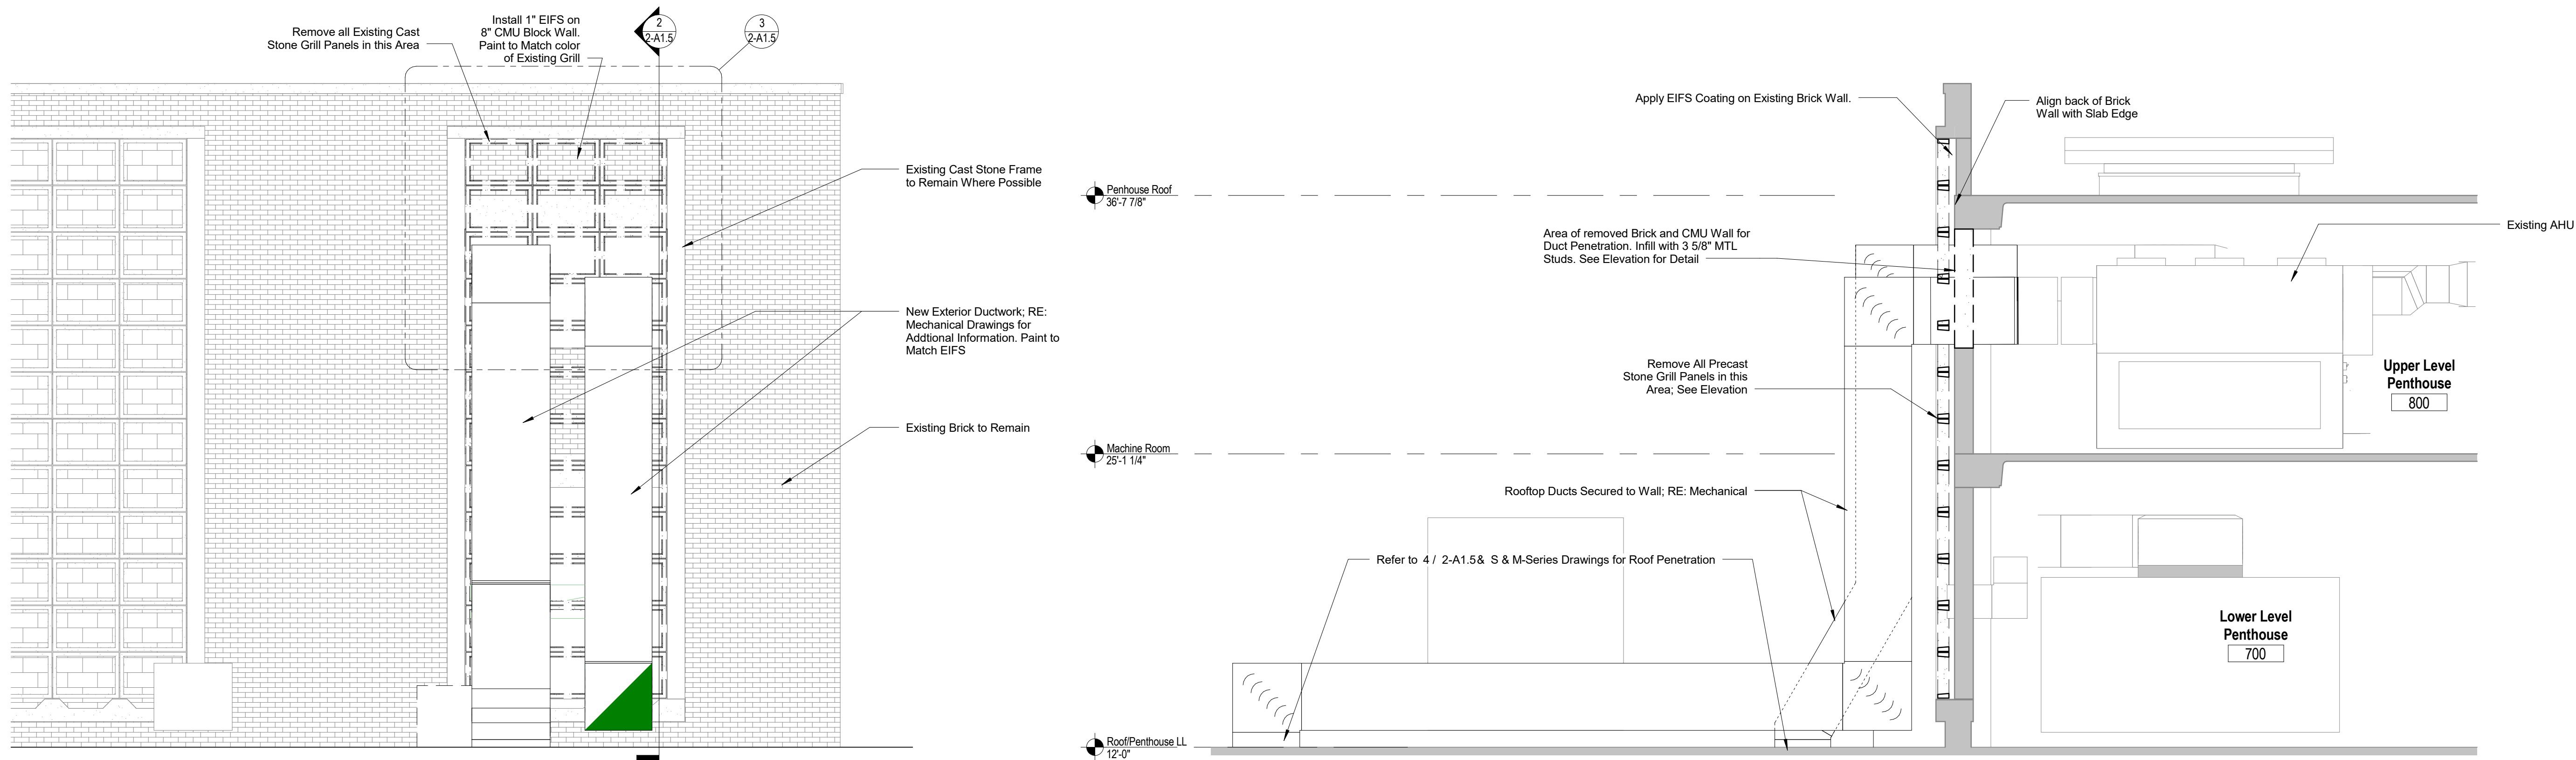 Remove all Existing Cast
Stone Grill Panels in this Area
Install 1" EIFS on
8" CMU Block Wall.
Paint to Match color
of Existing Grill
2
2-A1.5
3
2-A1.5
Existing Cast Stone Frame
to Remain Where Possible
New Exterior Ductwork; RE:
Mechanical Drawings for
Addtional Information. Paint to
Match EIFS
Existing Brick to Remain
Penhouse Roof
36'-7 7/8"
Machine Room
25'-1 1/4"
Roof/Penthouse LL
12'-0"
Apply EIFS Coating on Existing Brick Wall.
Align back of Brick
Wall with Slab Edge
Area of removed Brick and CMU Wall for
Duct Penetration. Infill with 3 5/8" MTL
Studs. See Elevation for Detail
Existing AHU
Remove All Precast
Stone Grill Panels in this
Area; See Elevation
Upper Level
Penthouse
800
Rooftop Ducts Secured to Wall; RE: Mechanical
Refer to 4 / 2-A1.5& S & M-Series Drawings for Roof Penetration
Lower Level
Penthouse
700